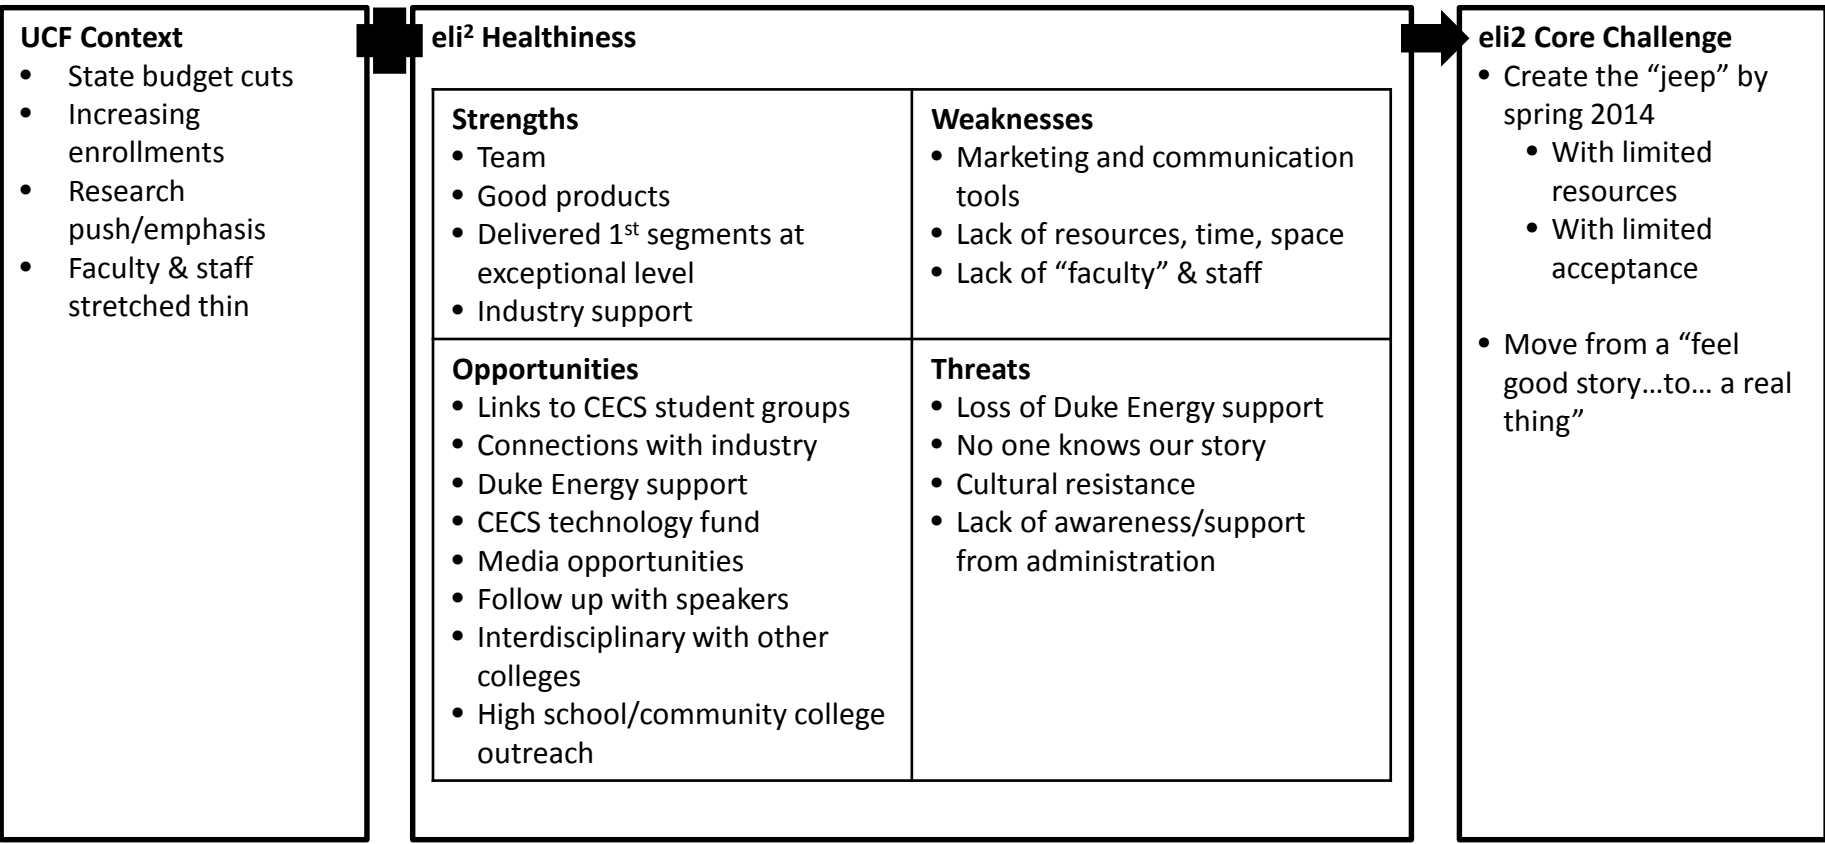 UCF Context
• State budget cuts
• Increasing
enrollments
• Research
push/emphasis
• Faculty & staff
stretched thin
eli² Healthiness
Strengths
• Team
• Good products
• Delivered 1st segments at
exceptional level
• Industry support
Weaknesses
• Marketing and communication
tools
• Lack of resources, time, space
• Lack of “faculty” & staff
Opportunities
• Links to CECS student groups
• Connections with industry
• Duke Energy support
• CECS technology fund
• Media opportunities
• Follow up with speakers
• Interdisciplinary with other
colleges
• High school/community college
outreach
Threats
• Loss of Duke Energy support
• No one knows our story
• Cultural resistance
• Lack of awareness/support
from administration
eli2 Core Challenge
• Create the “jeep” by
spring 2014
• With limited
resources
• With limited
acceptance
• Move from a “feel
good story…to… a real
thing”